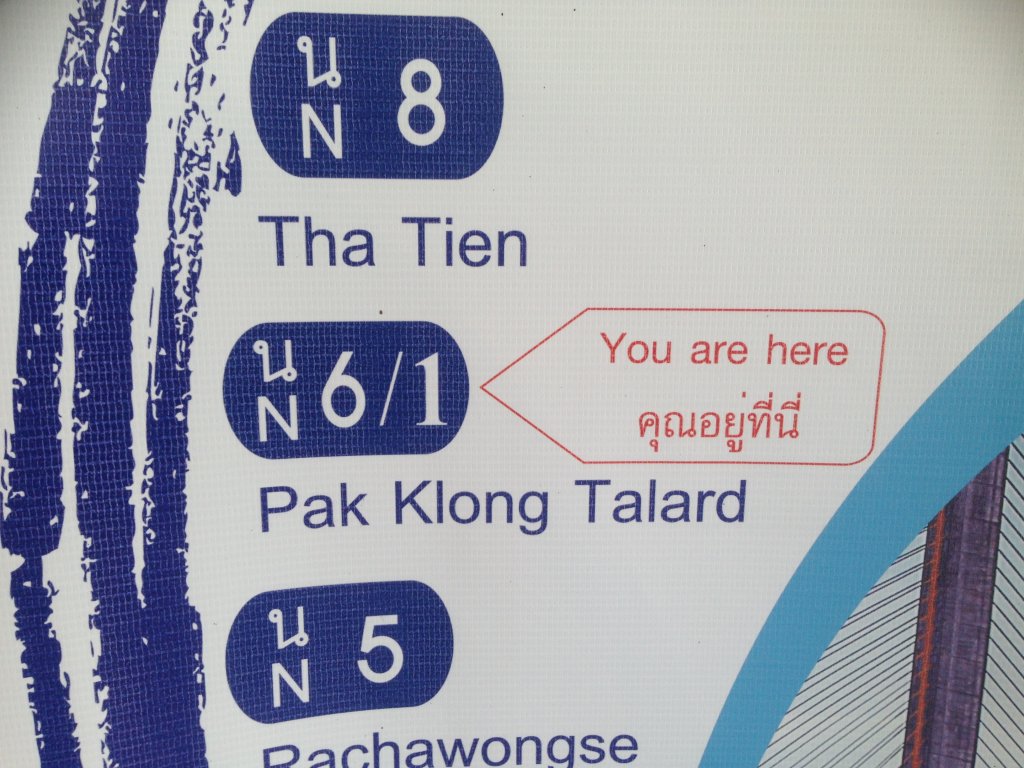 น 8
N
Tha Tien
น 6/1
N
You are here
คุณอยู่ที่นี่
Pak Klong Talard
น 5
N
Rachawongse